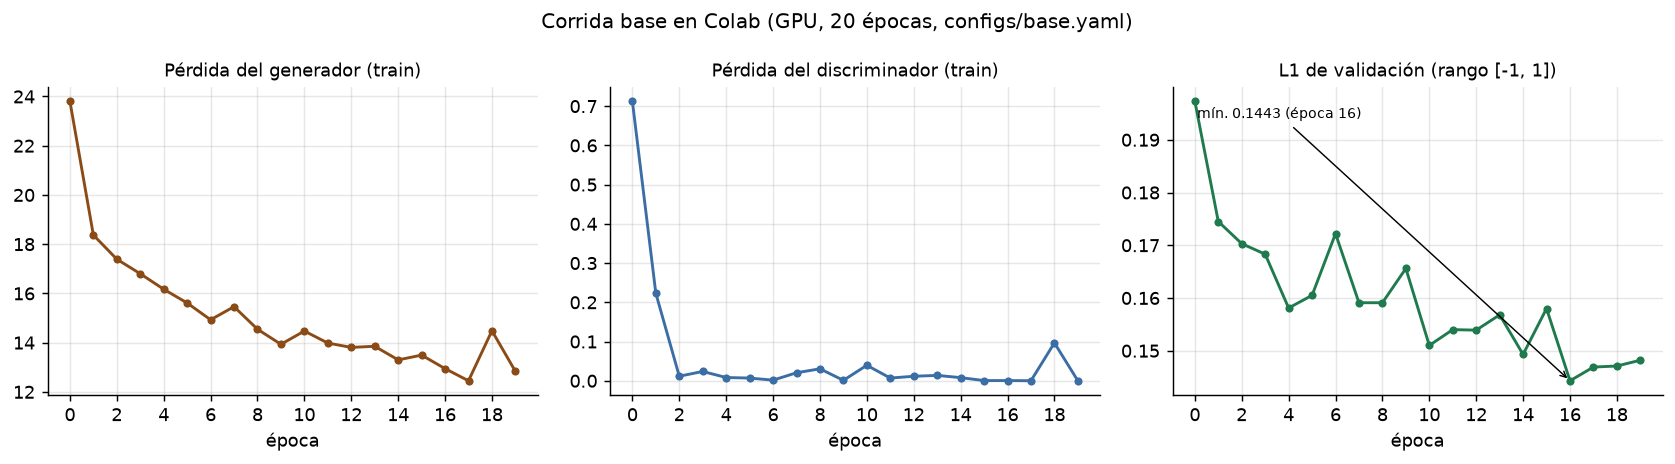 Corrida base en Colab (GPU, 20 épocas, configs/base.yaml)
Pérdida del generador (train)
24
22
20
18
16
14
12
0 2 4 6 8 10 12 14 16 18
época
Pérdida del discriminador (train)
0.7
0.6
0.5
0.4
0.3
0.2
0.1
0.0
0 2 4 6 8 10 12 14 16 18
época
L1 de validación (rango [-1, 1])
mín. 0.1443 (época 16)
0.19
0.18
0.17
0.16
0.15
0 2 4 6 8 10 12 14 16 18
época